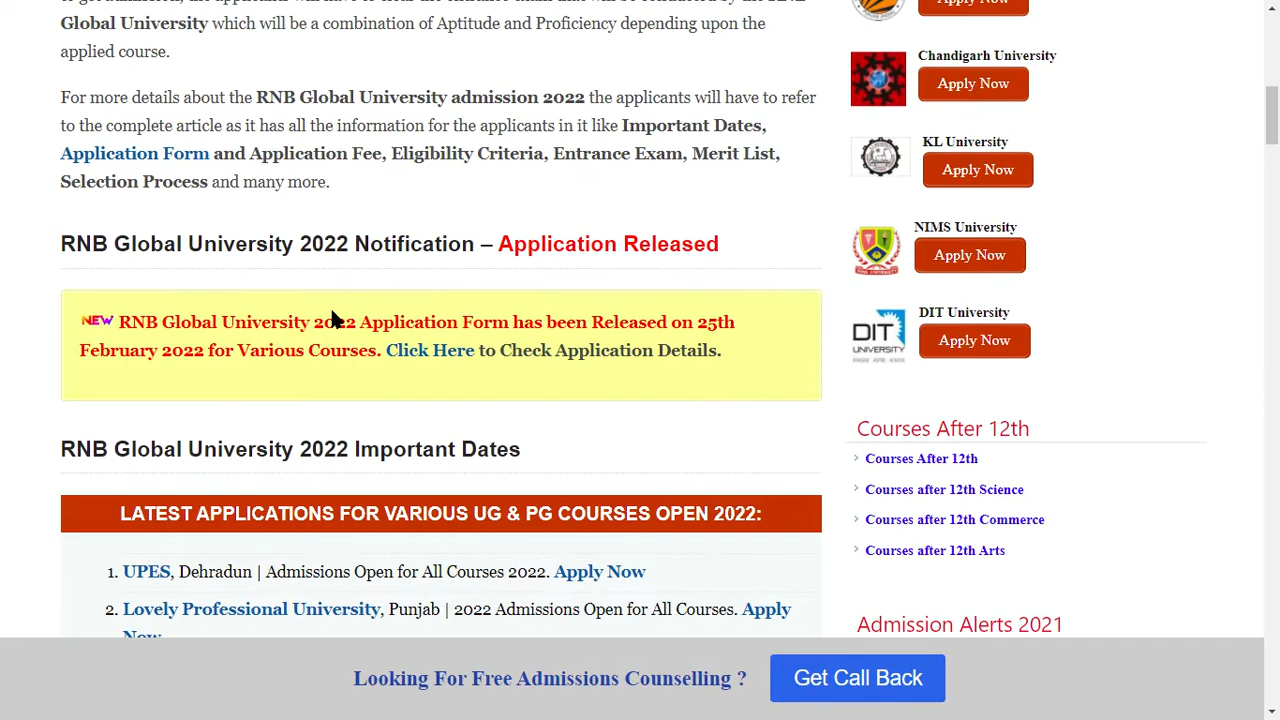 Global University which will be a combination of Aptitude and Proficiency depending upon the
applied course.
For more details about the RNB Global University admission 2022 the applicants will have to refer
to the complete article as it has all the information for the applicants in it like Important Dates,
Application Form and Application Fee, Eligibility Criteria, Entrance Exam, Merit List,
Selection Process and many more.
RNB Global University 2022 Notification – Application Released
NEW RNB Global University 2022 Application Form has been Released on 25th
February 2022 for Various Courses. Click Here to Check Application Details.
RNB Global University 2022 Important Dates
LATEST APPLICATIONS FOR VARIOUS UG & PG COURSES OPEN 2022:
1. UPES, Dehradun | Admissions Open for All Courses 2022. Apply Now
2. Lovely Professional University, Punjab | 2022 Admissions Open for All Courses. Apply
Now
Apply Now
Chandigarh University
Apply Now
KL University
Apply Now
NIMS University
Apply Now
DIT University
Apply Now
DIT
UNIVERSITY
Courses After 12th
Courses After 12th
Courses after 12th Science
Courses after 12th Commerce
Courses after 12th Arts
Admission Alerts 2021
Looking For Free Admissions Counselling ?
Get Call Back